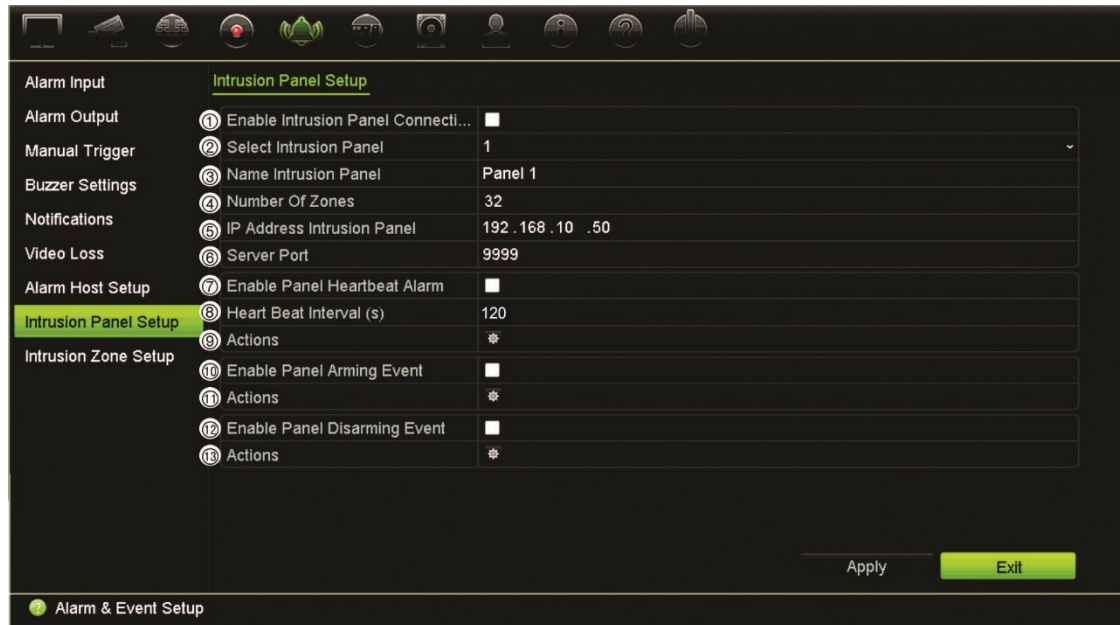 Alarm Input
Alarm Output
Manual Trigger
Buzzer Settings
Notifications
Video Loss
Alarm Host Setup
Intrusion Panel Setup
Intrusion Zone Setup
Intrusion Panel Setup
① Enable Intrusion Panel Connecti...
② Select Intrusion Panel 1
③ Name Intrusion Panel Panel 1
④ Number Of Zones 32
⑤ IP Address Intrusion Panel 192 .168 .10 .50
⑥ Server Port 9999
⑦ Enable Panel Heartbeat Alarm
⑧ Heart Beat Interval (s) 120
⑨ Actions
⑩ Enable Panel Arming Event
⑪ Actions
⑫ Enable Panel Disarming Event
⑬ Actions
Apply Exit
? Alarm & Event Setup